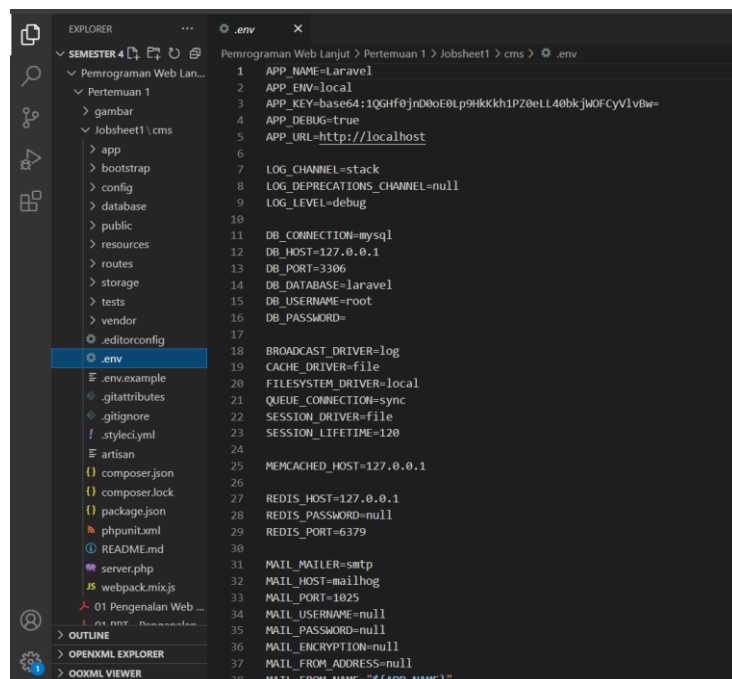 EXPLORER ...
SEMESTER 4
Pemrograman Web Lan...
Pertemuan 1
gambar
Jobsheet1 \ cms
app
bootstrap
config
database
public
resources
routes
storage
tests
vendor
.editorconfig
.env
.env.example
.gitattributes
.gitignore
.styleci.yml
artisan
composer.json
composer.lock
package.json
phpunit.xml
README.md
server.php
JS webpack.mix.js
01 Pengenalan Web ...
OUTLINE
OPENXML EXPLORER
OOXML VIEWER
1
.env
Pemrograman Web Lanjut > Pertemuan 1 > Jobsheet1 > cms > .env
1 APP_NAME=Laravel
2 APP_ENV=local
3 APP_KEY=base64:1QGHf0jnD0oE0Lp9HkKkh1PZ0eLL40bkjWOFCyVlvBw=
4 APP_DEBUG=true
5 APP_URL=http://localhost
6
7 LOG_CHANNEL=stack
8 LOG_DEPRECATIONS_CHANNEL=null
9 LOG_LEVEL=debug
10
11 DB_CONNECTION=mysql
12 DB_HOST=127.0.0.1
13 DB_PORT=3306
14 DB_DATABASE=laravel
15 DB_USERNAME=root
16 DB_PASSWORD=
17
18 BROADCAST_DRIVER=log
19 CACHE_DRIVER=file
20 FILESYSTEM_DRIVER=local
21 QUEUE_CONNECTION=sync
22 SESSION_DRIVER=file
23 SESSION_LIFETIME=120
24
25 MEMCACHED_HOST=127.0.0.1
26
27 REDIS_HOST=127.0.0.1
28 REDIS_PASSWORD=null
29 REDIS_PORT=6379
30
31 MAIL_MAILER=smtp
32 MAIL_HOST=mailhog
33 MAIL_PORT=1025
34 MAIL_USERNAME=null
35 MAIL_PASSWORD=null
36 MAIL_ENCRYPTION=null
37 MAIL_FROM_ADDRESS=null
38 MAIL_FROM_NAME="${APP_NAME}"